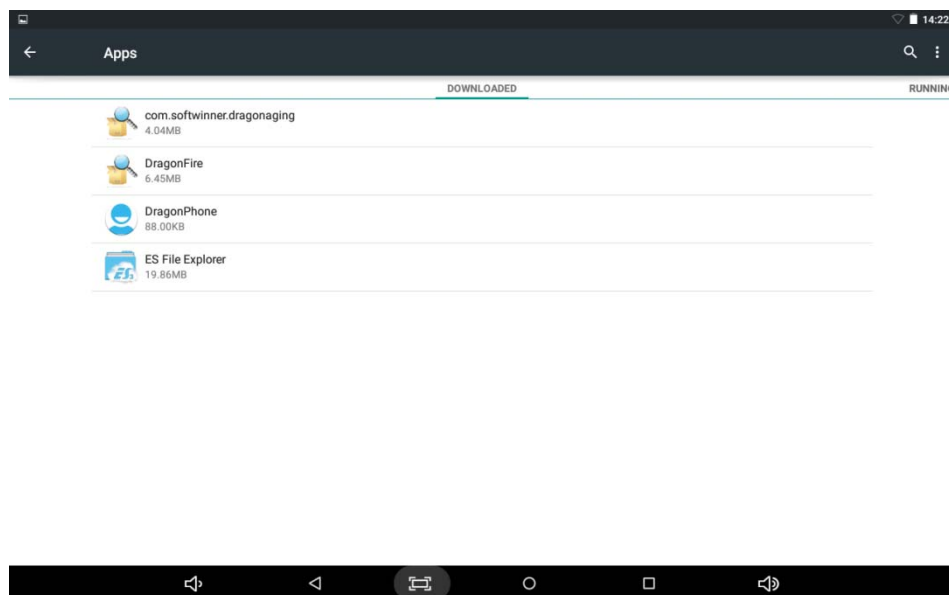 14:22
Apps
DOWNLOADED
RUNNIN
com.softwinner.dragonaging
4.04MB
DragonFire
6.45MB
DragonPhone
88.00KB
ES File Explorer
19.86MB